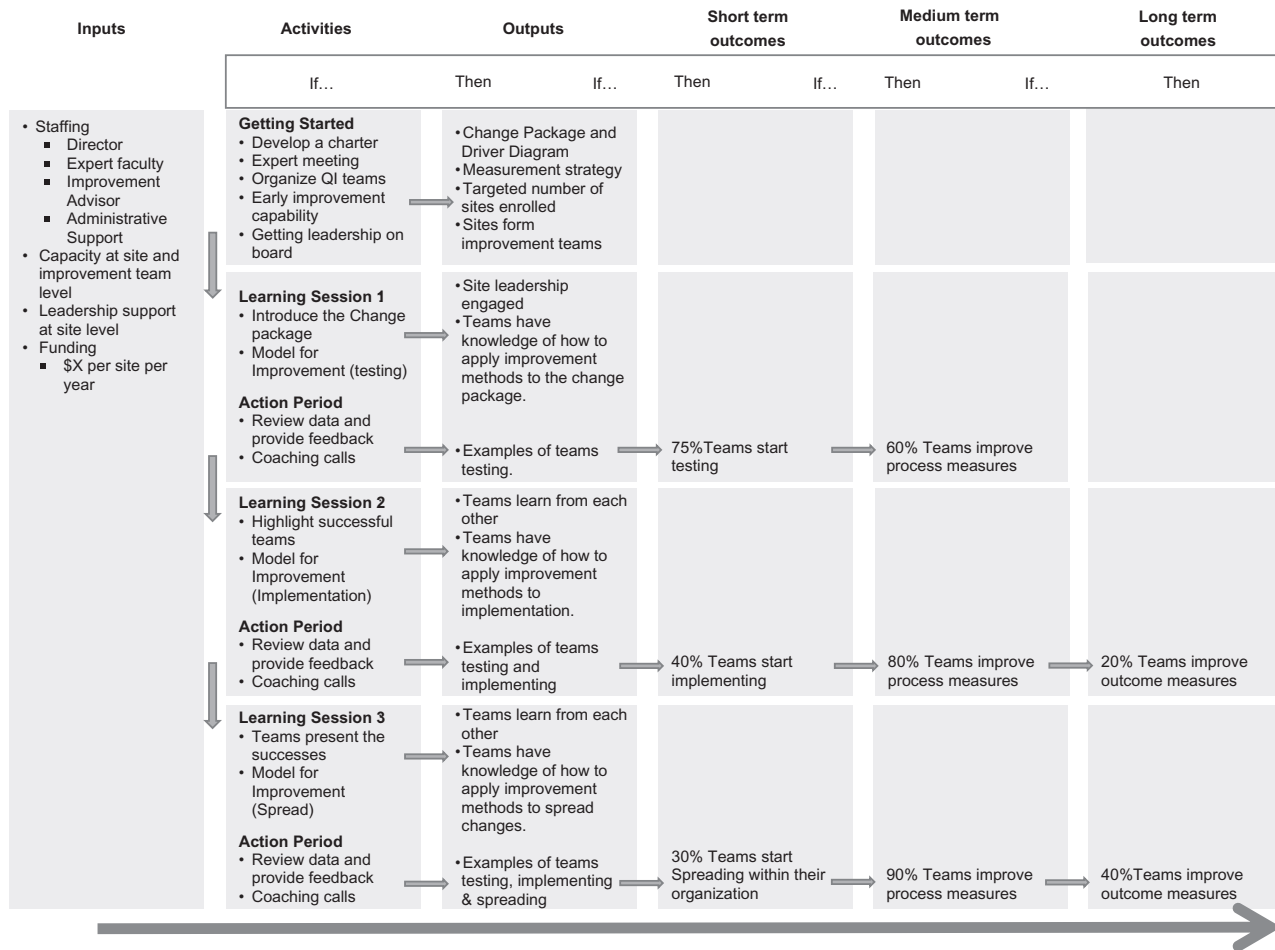 Inputs
Activities
Outputs
Short term
outcomes
Medium term
outcomes
Long term
outcomes
If…
Then
If…
Then
If…
Then
If…
Then
• Staffing
▪ Director
▪ Expert faculty
▪ Improvement
Advisor
▪ Administrative
Support
• Capacity at site and
improvement team
level
• Leadership support
at site level
• Funding
▪ $X per site per
year
Getting Started
• Develop a charter
• Expert meeting
• Organize QI teams
• Early improvement
capability
• Getting leadership on
board
•Change Package and
Driver Diagram
•Measurement strategy
•Targeted number of
sites enrolled
•Sites form
improvement teams
Learning Session 1
• Introduce the Change
package
• Model for
Improvement (testing)
•Site leadership
engaged
•Teams have
knowledge of how to
apply improvement
methods to the change
package.
Action Period
• Review data and
provide feedback
• Coaching calls
•Examples of teams
testing.
75%Teams start
testing
60% Teams improve
process measures
Learning Session 2
• Highlight successful
teams
• Model for
Improvement
(Implementation)
•Teams learn from each
other
•Teams have
knowledge of how to
apply improvement
methods to
implementation.
Action Period
• Review data and
provide feedback
• Coaching calls
•Examples of teams
testing and
implementing
40% Teams start
implementing
80% Teams improve
process measures
20% Teams improve
outcome measures
Learning Session 3
• Teams present the
successes
• Model for
Improvement
(Spread)
•Teams learn from each
other
•Teams have
knowledge of how to
apply improvement
methods to spread
changes.
Action Period
• Review data and
provide feedback
• Coaching calls
•Examples of teams
testing, implementing
& spreading
30% Teams start
Spreading within their
organization
90% Teams improve
process measures
40%Teams improve
outcome measures